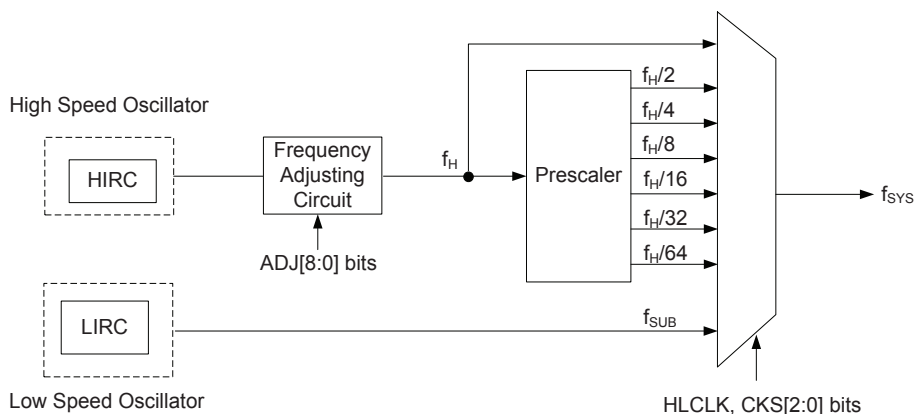 High Speed Oscillator
HIRC
Frequency
Adjusting
Circuit
ADJ[8:0] bits
fH
Prescaler
fH/2
fH/4
fH/8
fH/16
fH/32
fH/64
fSYS
LIRC
fSUB
Low Speed Oscillator
HLCLK, CKS[2:0] bits